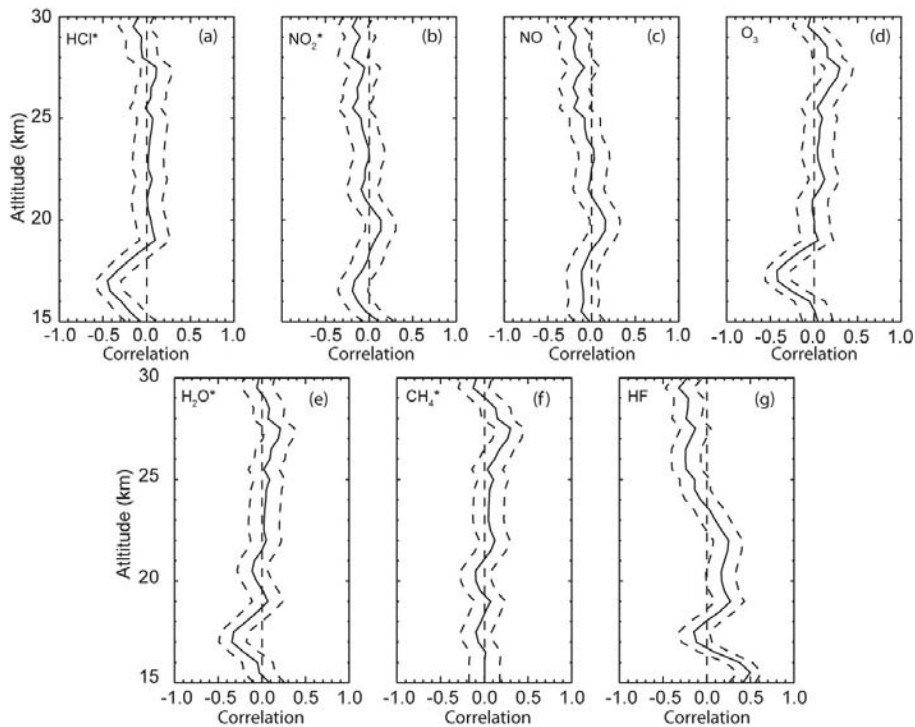 30
25
20
15
Atltitude (km)
HCl* (a)
-1.0 -0.5 0.0 0.5 1.0
Correlation
NO2* (b)
-1.0 -0.5 0.0 0.5 1.0
Correlation
NO (c)
-1.0 -0.5 0.0 0.5 1.0
Correlation
O3 (d)
-1.0 -0.5 0.0 0.5 1.0
Correlation
30
25
20
15
Atltitude (km)
H2O* (e)
-1.0 -0.5 0.0 0.5 1.0
Correlation
CH4* (f)
-1.0 -0.5 0.0 0.5 1.0
Correlation
HF (g)
-1.0 -0.5 0.0 0.5 1.0
Correlation